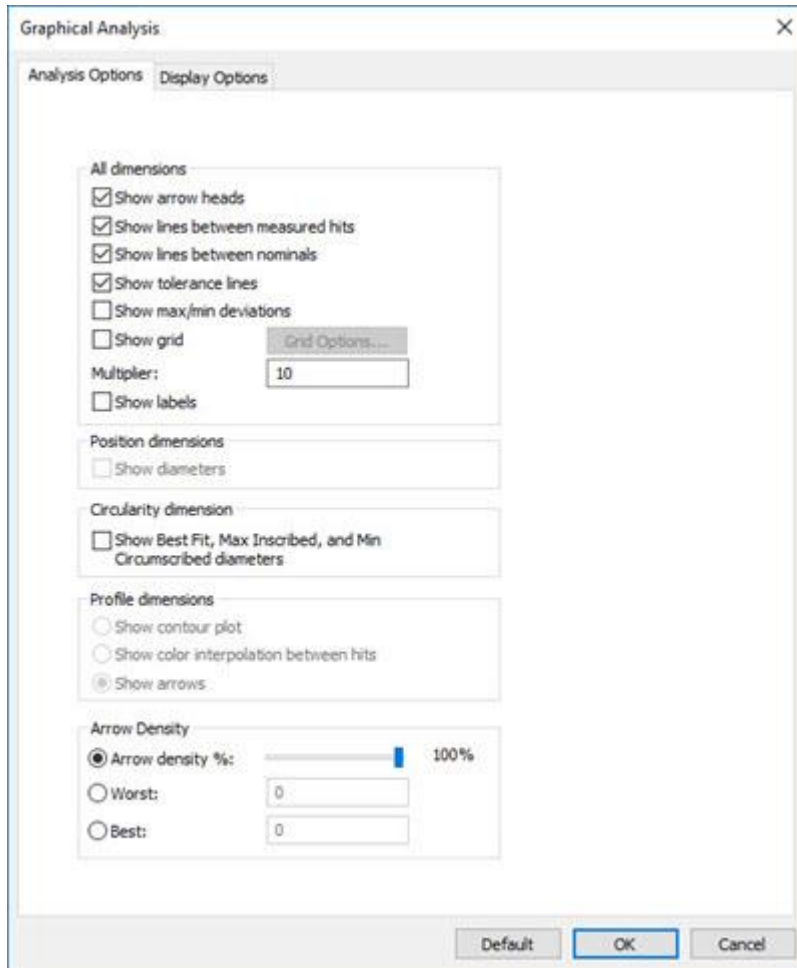 Graphical Analysis
Analysis Options
Display Options
All dimensions
Show arrow heads
Show lines between measured hits
Show lines between nominals
Show tolerance lines
Show max/min deviations
Show grid
Grid Options...
Multiplier:
10
Show labels
Position dimensions
Show diameters
Circularity dimension
Show Best Fit, Max Inscribed, and Min
Circumscribed diameters
Profile dimensions
Show contour plot
Show color interpolation between hits
Show arrows
Arrow Density
Arrow density %:
100%
Worst:
0
Best:
0
Default
OK
Cancel